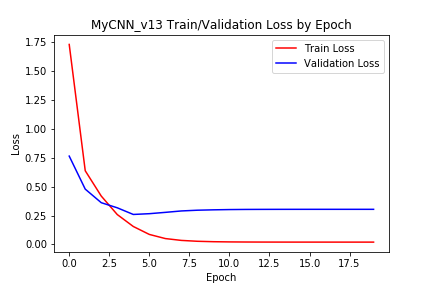 MyCNN_v13 Train/Validation Loss by Epoch
Train Loss
Validation Loss
Loss
1.75
1.50
1.25
1.00
0.75
0.50
0.25
0.00
0.0 2.5 5.0 7.5 10.0 12.5 15.0 17.5
Epoch